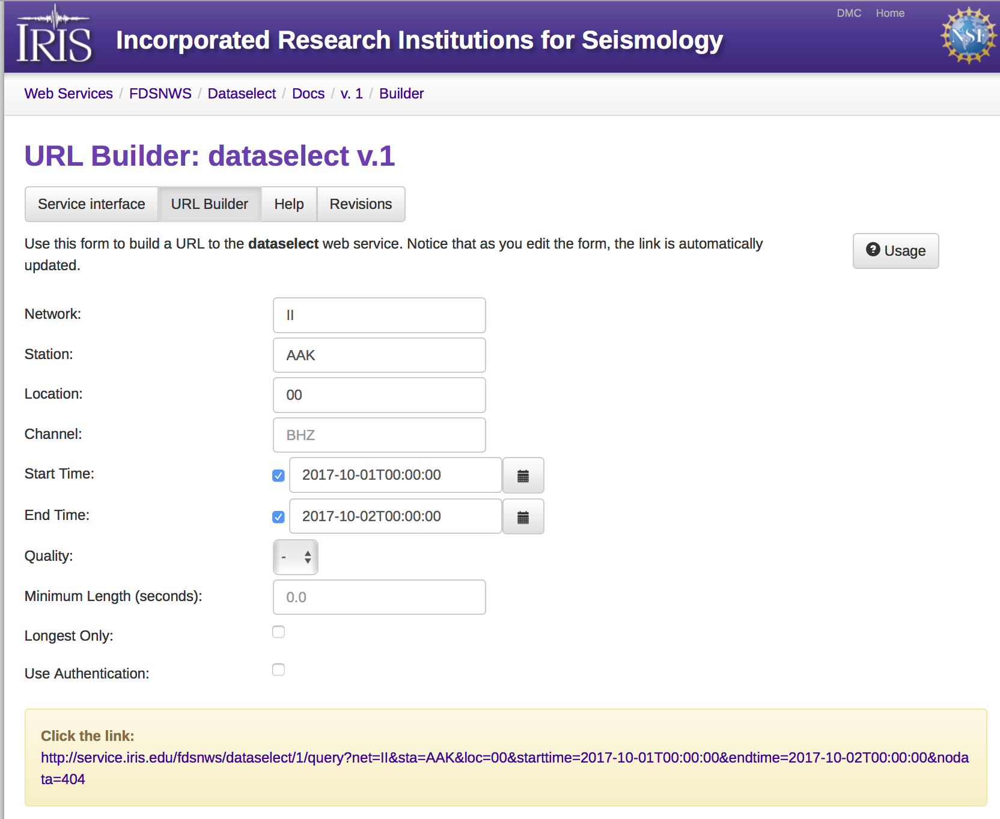 DMC Home
IRIS
Incorporated Research Institutions for Seismology
NSF
Web Services / FDSNWS / Dataselect / Docs / v. 1 / Builder
URL Builder: dataselect v.1
Service interface URL Builder Help Revisions
Use this form to build a URL to the dataselect web service. Notice that as you edit the form, the link is automatically
updated.
Usage
Network: II
Station: AAK
Location: 00
Channel: BHZ
Start Time: 2017-10-01T00:00:00
End Time: 2017-10-02T00:00:00
Quality: -
Minimum Length (seconds): 0.0
Longest Only:
Use Authentication:
Click the link:
http://service.iris.edu/fdsnws/dataselect/1/query?net=II&sta=AAK&loc=00&starttime=2017-10-01T00:00:00&endtime=2017-10-02T00:00:00&noda
ta=404